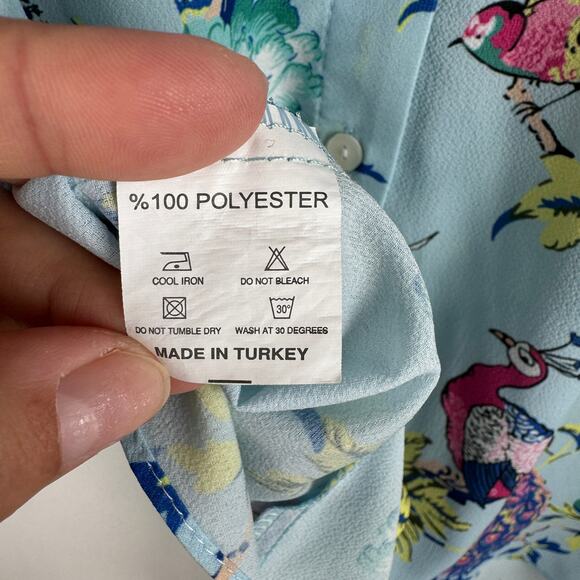 %100 POLYESTER
COOL IRON DO NOT BLEACH
30°
DO NOT TUMBLE DRY WASH AT 30 DEGREES
MADE IN TURKEY